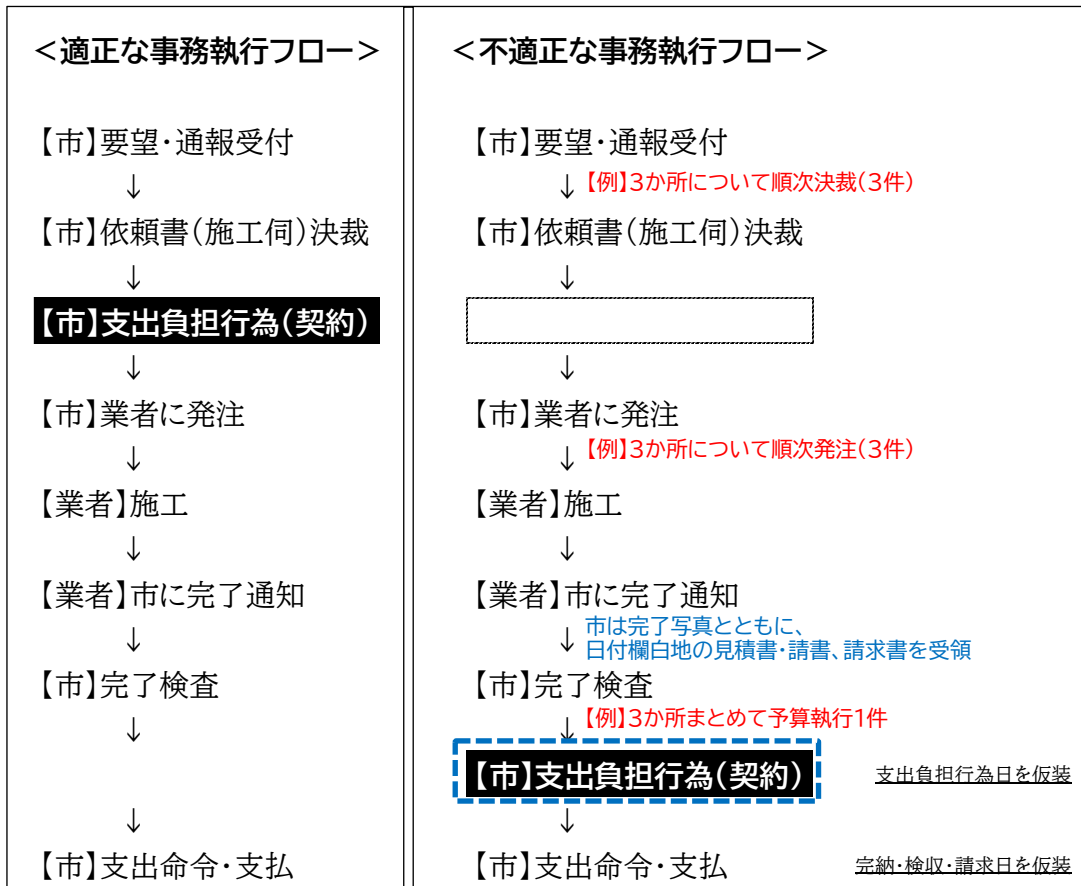 ＜適正な事務執行フロー＞
【市】要望・通報受付
↓
【市】依頼書（施工伺）決裁
↓
【市】支出負担行為（契約）
↓
【市】業者に発注
↓
【業者】施工
↓
【業者】市に完了通知
↓
【市】完了検査
↓
↓
【市】支出命令・支払
＜不適正な事務執行フロー＞
【市】要望・通報受付
↓【例】3か所について順次決裁（3件）
【市】依頼書（施工伺）決裁
↓
↓
【市】業者に発注
↓【例】3か所について順次発注（3件）
【業者】施工
↓
【業者】市に完了通知
↓市は完了写真とともに、
日付欄白地の見積書・請書、請求書を受領
【市】完了検査
↓【例】3か所まとめて予算執行1件
【市】支出負担行為（契約） 支出負担行為日を仮装
↓
【市】支出命令・支払 完納・検収・請求日を仮装